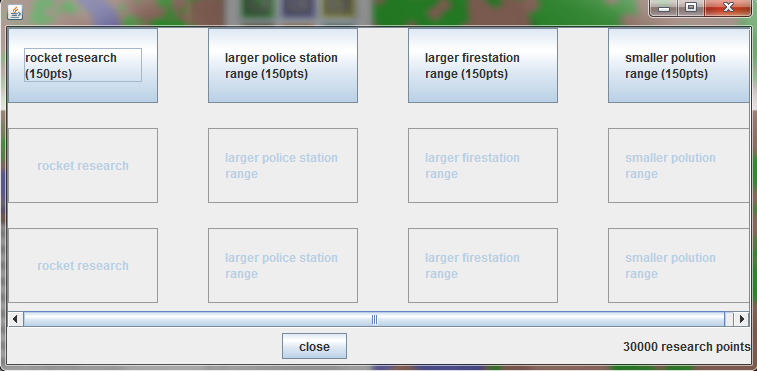 rocket research
(150pts)
larger police station
range (150pts)
larger firestation
range (150pts)
smaller polution
range (150pts)
rocket research
larger police station
range
larger firestation
range
smaller polution
range
rocket research
larger police station
range
larger firestation
range
smaller polution
range
close
30000 research points